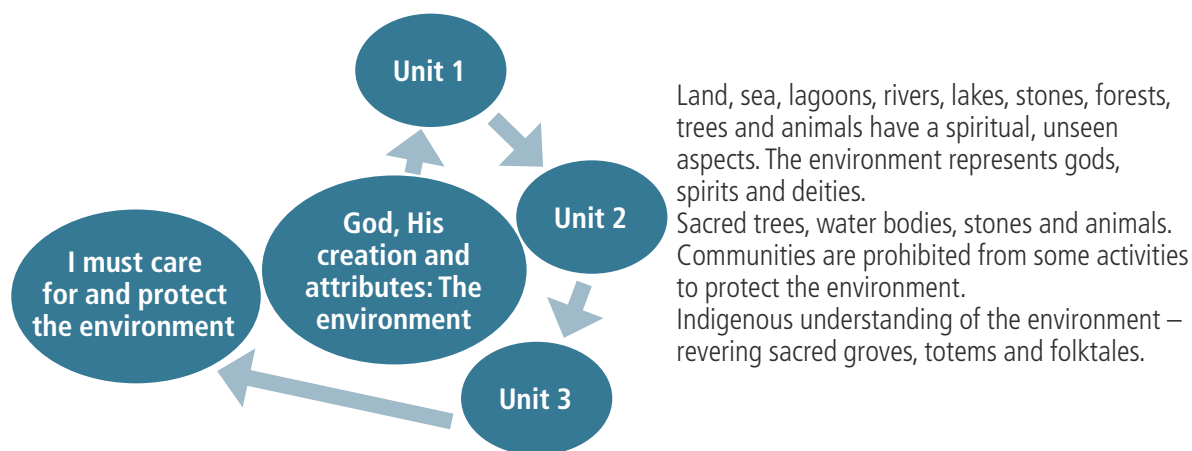 Unit 1
Unit 2
Unit 3
God, His
creation and
attributes: The
environment
I must care
for and protect
the environment
Land, sea, lagoons, rivers, lakes, stones, forests,
trees and animals have a spiritual, unseen
aspects. The environment represents gods,
spirits and deities.
Sacred trees, water bodies, stones and animals.
Communities are prohibited from some activities
to protect the environment.
Indigenous understanding of the environment –
revering sacred groves, totems and folktales.